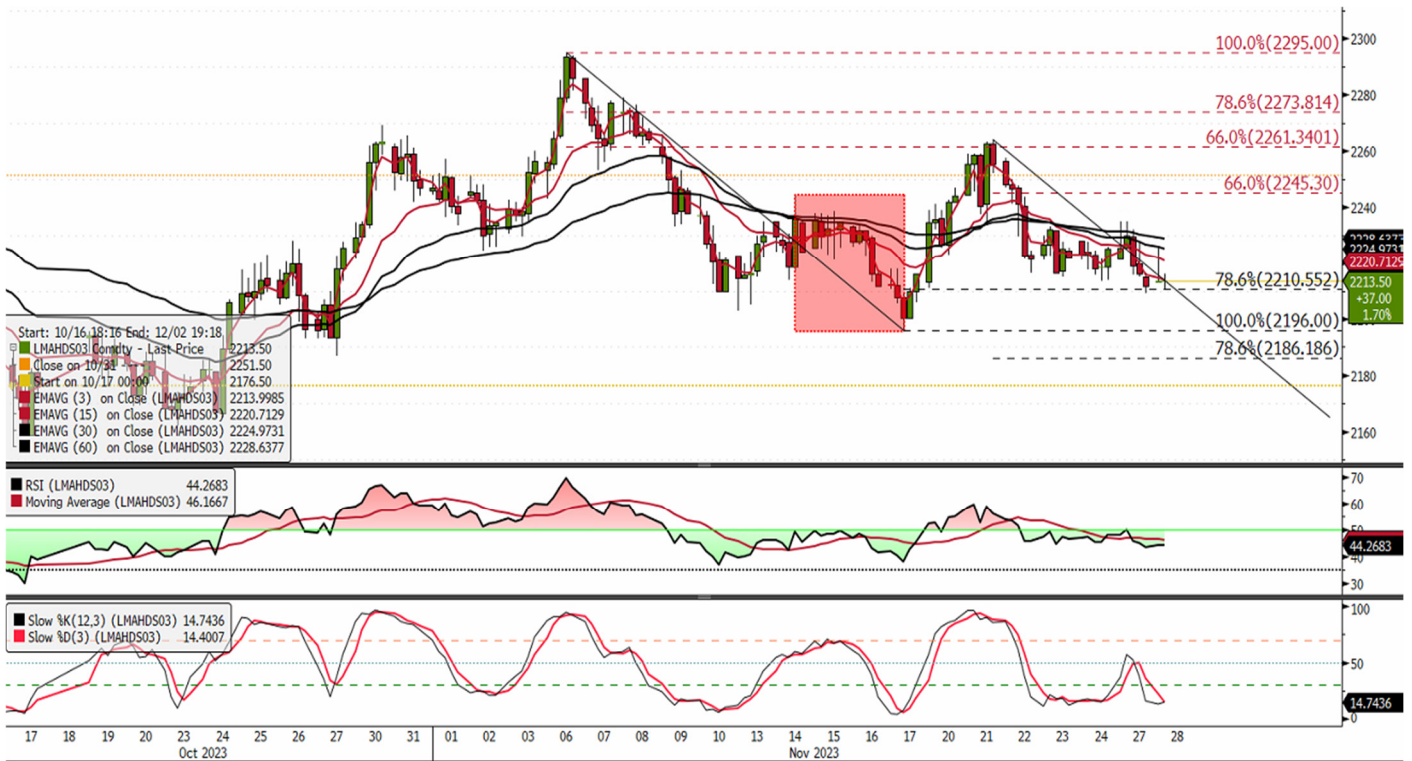 100.0%(2295.00)
78.6%(2273.814)
66.0%(2261.3401)
66.0%(2245.30)
78.6%(2210.552)
100.0%(2196.00)
78.6%(2186.186)
2300
2280
2260
2240
2228.6377
2224.9731
2220.7129
2213.50
+37.00
1.70%
2180
2160
Start: 10/16 18:16 End: 12/02 19:18
LMAHDS03 Comdty - Last Price 2213.50
Close on 10/31 ---- 2251.50
Start on 10/17 00:00 2176.50
EMAVG (3) on Close (LMAHDS03) 2213.9985
EMAVG (15) on Close (LMAHDS03) 2220.7129
EMAVG (30) on Close (LMAHDS03) 2224.9731
EMAVG (60) on Close (LMAHDS03) 2228.6377
RSI (LMAHDS03) 44.2683
Moving Average (LMAHDS03) 46.1667
70
60
50
44.2683
30
Slow %K(12,3) (LMAHDS03) 14.7436
Slow %D(3) (LMAHDS03) 14.4007
100
50
14.7436
0
17 18 19 20 23 24 25 26 27 30 31 01 02 03 06 07 08 09 10 13 14 15 16 17 20 21 22 23 24 27 28
Oct 2023 Nov 2023